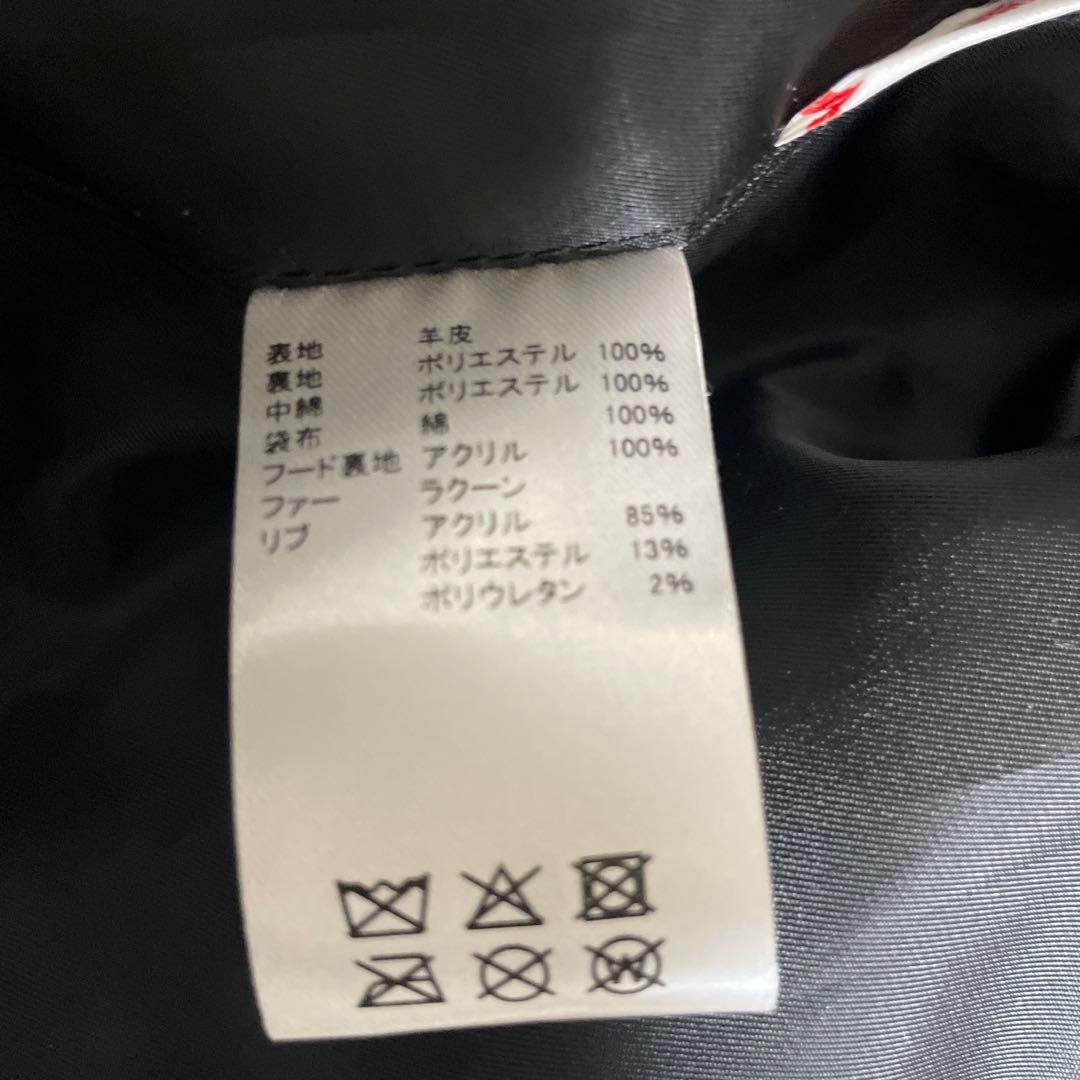 表地 羊皮
裏地 ポリエステル 100%
中綿 ポリエステル 100%
袋布 綿 100%
フード裏地 アクリル 100%
ファー ラクーン
リブ アクリル 85%
ポリエステル 13%
ポリウレタン 2%
W